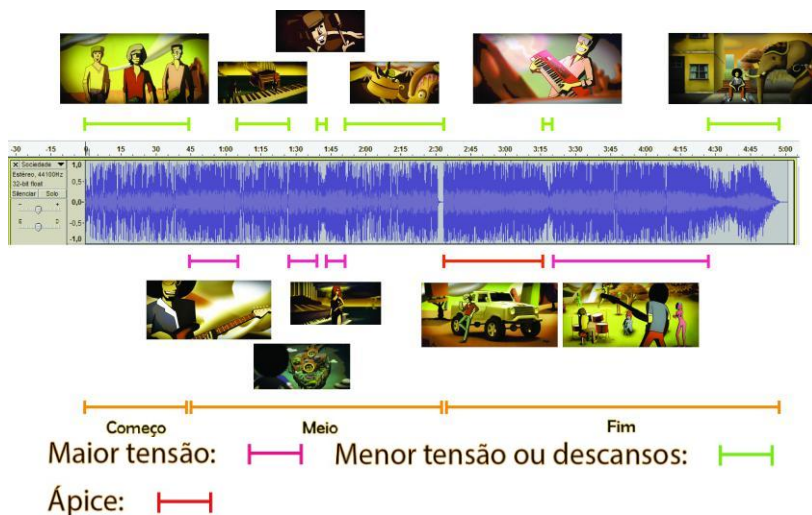 -30 -15 0 15 30 45 1:00 1:15 1:30 1:45 2:00 2:15 2:30 2:45 3:00 3:15 3:30 3:45 4:00 4:15 4:30 4:45 5:00
X Sociedade ▼ 1,0
Estéreo, 44100Hz
32-bit float 0,5
Silenciar Solo
- + 0,0
E D -0,5
-1,0
Começo Meio Fim
Maior tensão: Menor tensão ou descansos:
Ápice: